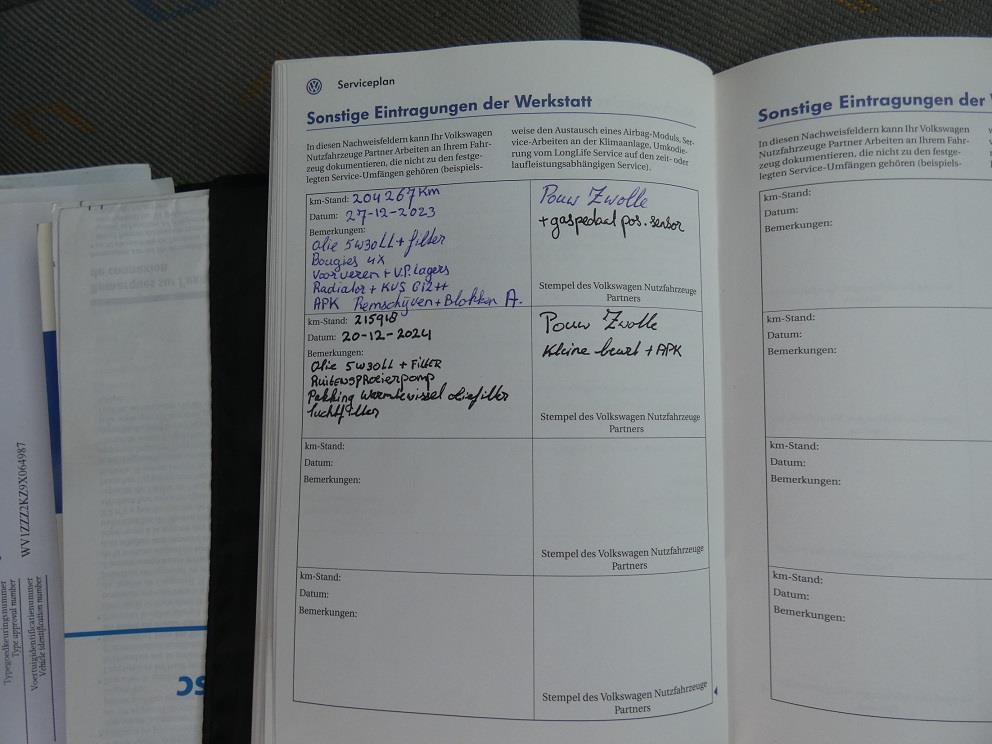 Serviceplan
Sonstige Eintragungen der Werkstatt
In diesen Nachweisfeldern kann Ihr Volkswagen
Nutzfahrzeuge Partner Arbeiten an Ihrem Fahr-
zeug dokumentieren, die nicht zu den festge-
legten Service-Umfängen gehören (beispiels-
weise den Austausch eines Airbag-Moduls, Ser-
vice-Arbeiten an der Klimaanlage, Umkodie-
rung vom LongLife Service auf den zeit- oder
laufleistungsabhängigen Service).
km-Stand: 204267 Km
Datum: 27-12-2023
Bemerkungen:
Olie 5W30LL + filter
Bougies 4X
Voorveren + V.P. Lagers
Radiator + KVS G12++
APK Remschijven + Blokken A.
Pouw Zwolle
+ gaspedaal pos. sensor
Stempel des Volkswagen Nutzfahrzeuge
Partners
km-Stand: 215918
Datum: 20-12-2024
Bemerkungen:
Olie 5W30LL + Filter
Ruitensproeierpomp
Pakking Warmtewissel oliefilter
luchtfilter
Pouw Zwolle
Kleine beurt + APK
Stempel des Volkswagen Nutzfahrzeuge
Partners
km-Stand:
Datum:
Bemerkungen:
Stempel des Volkswagen Nutzfahrzeuge
Partners
km-Stand:
Datum:
Bemerkungen:
Stempel des Volkswagen Nutzfahrzeuge
Partners
Sonstige Eintragungen der
In diesen Nachweisfeldern kann Ihr Volkswagen
Nutzfahrzeuge Partner Arbeiten an Ihrem Fahr-
zeug dokumentieren, die nicht zu den festge-
legten Service-Umfängen gehören (beispiels-
km-Stand:
Datum:
Bemerkungen:
km-Stand:
Datum:
Bemerkungen:
km-Stand:
Datum:
Bemerkungen:
km-Stand:
Datum:
Bemerkungen:
Typegoedkeuringsnummer
Type approval number
Voertuigidentificatienummer
Vehicle identification number
WV1ZZZ2KZ9X064987